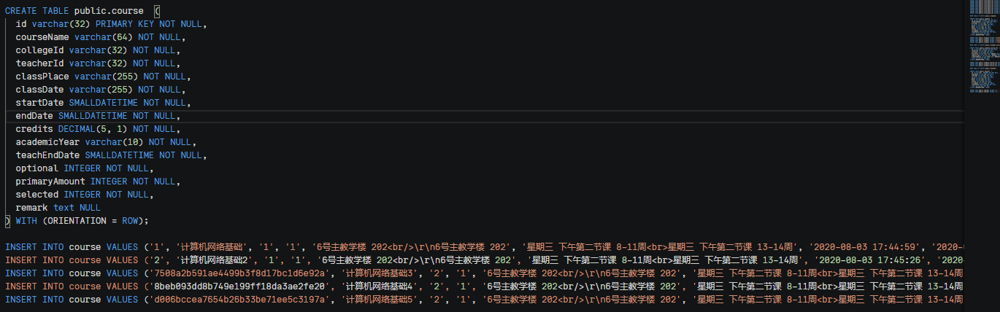 CREATE TABLE public.course (
id varchar(32) PRIMARY KEY NOT NULL,
courseName varchar(64) NOT NULL,
collegeId varchar(32) NOT NULL,
teacherId varchar(32) NOT NULL,
classPlace varchar(255) NOT NULL,
classDate varchar(255) NOT NULL,
startDate SMALLDATETIME NOT NULL,
endDate SMALLDATETIME NOT NULL,
credits DECIMAL(5, 1) NOT NULL,
academicYear varchar(10) NOT NULL,
teachEndDate SMALLDATETIME NOT NULL,
optional INTEGER NOT NULL,
primaryAmount INTEGER NOT NULL,
selected INTEGER NOT NULL,
remark text NULL
) WITH (ORIENTATION = ROW);
INSERT INTO course VALUES ('1', '计算机网络基础', '1', '1', '6号主教学楼 202<br/>\r\n6号主教学楼 202', '星期三 下午第二节课 8-11周<br>星期三 下午第二节课 13-14周', '2020-08-03 17:44:59', '2020-
INSERT INTO course VALUES ('2', '计算机网络基础2', '1', '1', '6号主教学楼 202<br/>\r\n6号主教学楼 202', '星期三 下午第二节课 8-11周<br>星期三 下午第二节课 13-14周', '2020-08-03 17:45:26', '2020
INSERT INTO course VALUES ('7508a2b591ae4499b3f8d17bc1d6e92a', '计算机网络基础3', '2', '1', '6号主教学楼 202<br/>\r\n6号主教学楼 202', '星期三 下午第二节课 8-11周<br>星期三 下午第二节课 13-14周
INSERT INTO course VALUES ('8beb093dd8b749e199ff18da3ae2fe20', '计算机网络基础4', '2', '1', '6号主教学楼 202<br/>\r\n6号主教学楼 202', '星期三 下午第二节课 8-11周<br>星期三 下午第二节课 13-14周
INSERT INTO course VALUES ('d006bccea7654b26b33be71ee5c3197a', '计算机网络基础5', '2', '1', '6号主教学楼 202<br/>\r\n6号主教学楼 202', '星期三 下午第二节课 8-11周<br>星期三 下午第二节课 13-14周